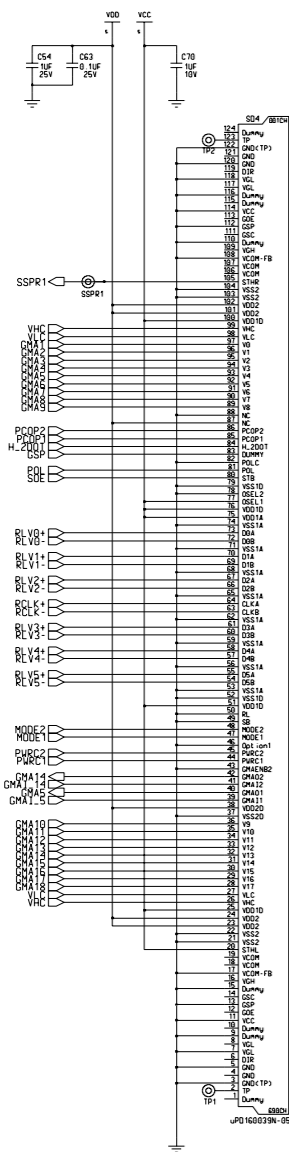 VDD
VCC
C54
1UF
25V
C63
0.1UF
25V
C70
1UF
10V
SD4
001CH
TP2
124 Dummy
123 TP
122 GND(TP)
121 GND
120 GND
119 DIR
118 VGL
117 VGL
116 Dummy
115 Dummy
114 VCC
113 GOE
112 GSP
111 GSC
110 Dummy
109 VGH
108 VCOM-FB
107 VCOM
106 VCOM
SSPR1
SSPR1
105 STHR
104 VSS2
103 VSS2
102 VDD2
101 VDD2
100 VDD1D
VHC 99 VHC
VLC 98 VLC
GMA1 97 V0
GMA2 96 V1
GMA3 95 V2
GMA4 94 V3
GMA5 93 V4
GMA6 92 V5
GMA7 91 V6
GMA8 90 V7
GMA9 89 V8
88 NC
87 NC
PCOP2 86 PCOP2
PCOP1 85 PCOP1
H_2DOT 84 H_2DOT
GSP 83 DUMMY
82 POLC
POL 81 POL
SOE 80 STB
79 VSS1D
78 OSEL2
77 OSEL1
76 VDD1D
75 VDD1A
74 VSS1A
RLV0+ 73 D0A
RLV0- 72 D0B
71 VSS1A
RLV1+ 70 D1A
RLV1- 69 D1B
68 VSS1A
RLV2+ 67 D2A
RLV2- 66 D2B
65 VSS1A
RCLK+ 64 CLKA
RCLK- 63 CLKB
62 VSS1A
RLV3+ 61 D3A
RLV3- 60 D3B
59 VSS1A
RLV4+ 58 D4A
RLV4- 57 D4B
56 VSS1A
RLV5+ 55 D5A
RLV5- 54 D5B
53 VSS1A
52 VSS1D
51 VDD1D
50 RL
49 SB
MODE2 48 MODE2
MODE1 47 MODE1
46 Option1
PWRC2 45 PWRC2
PWRC1 44 PWRC1
43 GMAENB2
GMA14 42 GMAO2
GMAI_14 41 GMAI2
GMA5 40 GMAO1
GMAI_5 39 GMAI1
38 VDD2D
37 VSS2D
GMA10 36 V9
GMA11 35 V10
GMA12 34 V11
GMA13 33 V12
GMA14 32 V13
GMA15 31 V14
GMA16 30 V15
GMA17 29 V16
GMA18 28 V17
VLC 27 VLC
VHC 26 VHC
25 VDD1D
24 VDD2
23 VDD2
22 VSS2
21 VSS2
20 STHL
19 VCOM
18 VCOM
17 VCOM-FB
16 VGH
15 Dummy
14 GSC
13 GSP
12 GOE
11 VCC
10 Dummy
9 Dummy
8 VGL
7 VGL
6 DIR
5 GND
4 GND
3 GND(TP)
2 TP
1 Dummy
TP1
690CH
uPD160039N-05